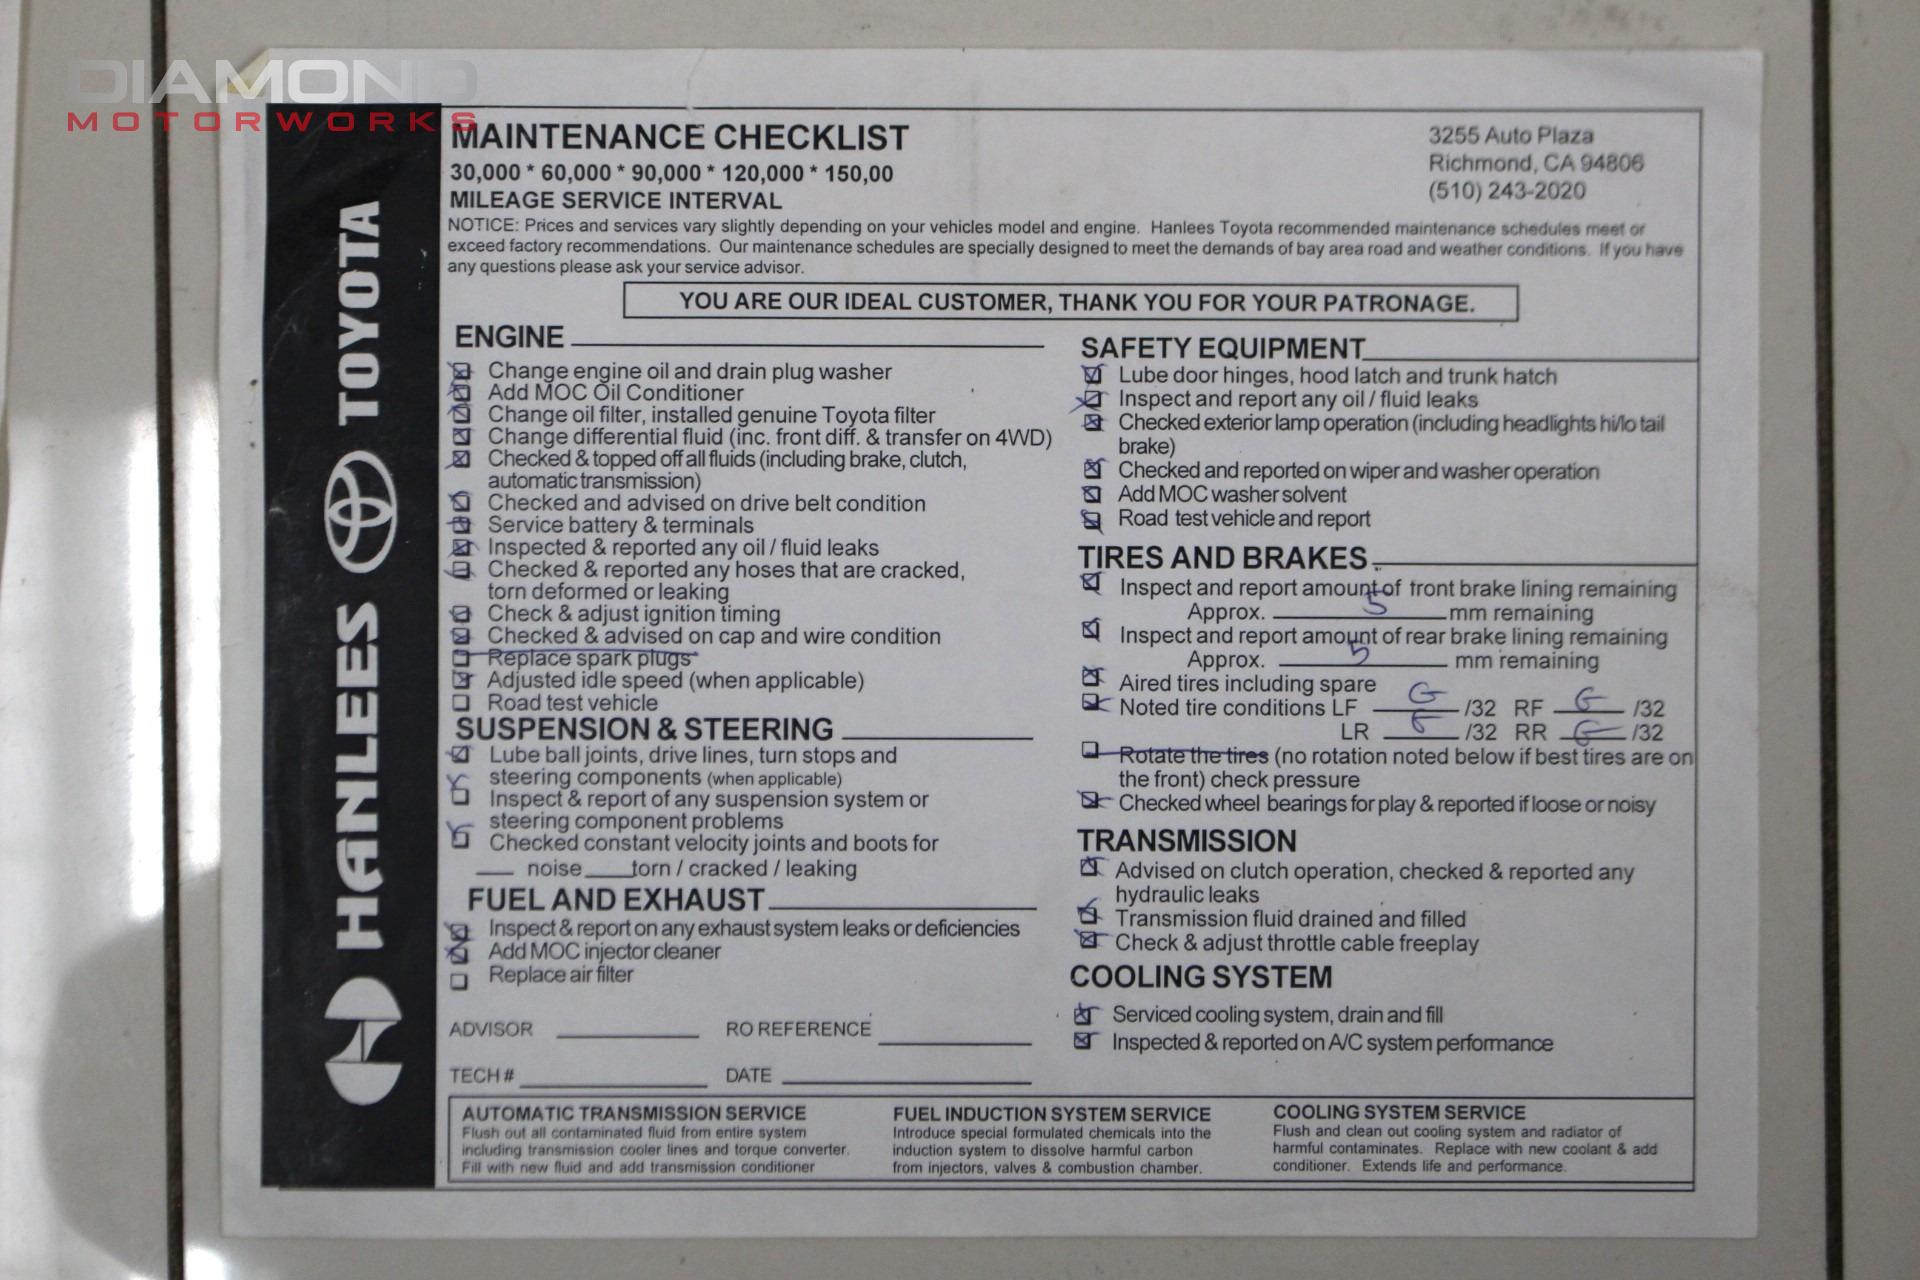 DIAMOND
MOTORWORKS
HANLEES TOYOTA
MAINTENANCE CHECKLIST
30,000 * 60,000 * 90,000 * 120,000 * 150,00
MILEAGE SERVICE INTERVAL
3255 Auto Plaza
Richmond, CA 94806
(510) 243-2020
NOTICE: Prices and services vary slightly depending on your vehicles model and engine. Hanlees Toyota recommended maintenance schedules meet or
exceed factory recommendations. Our maintenance schedules are specially designed to meet the demands of bay area road and weather conditions. If you have
any questions please ask your service advisor.
YOU ARE OUR IDEAL CUSTOMER, THANK YOU FOR YOUR PATRONAGE.
ENGINE
Change engine oil and drain plug washer
Add MOC Oil Conditioner
Change oil filter, installed genuine Toyota filter
Change differential fluid (inc. front diff. & transfer on 4WD)
Checked & topped off all fluids (including brake, clutch,
automatic transmission)
Checked and advised on drive belt condition
Service battery & terminals
Inspected & reported any oil / fluid leaks
Checked & reported any hoses that are cracked,
torn deformed or leaking
Check & adjust ignition timing
Checked & advised on cap and wire condition
Replace spark plugs
Adjusted idle speed (when applicable)
Road test vehicle
SUSPENSION & STEERING
Lube ball joints, drive lines, turn stops and
steering components (when applicable)
Inspect & report of any suspension system or
steering component problems
Checked constant velocity joints and boots for
___ noise ____torn / cracked / leaking
FUEL AND EXHAUST
Inspect & report on any exhaust system leaks or deficiencies
Add MOC injector cleaner
Replace air filter
ADVISOR ____ RO REFERENCE ____
TECH # ____ DATE ____
SAFETY EQUIPMENT
Lube door hinges, hood latch and trunk hatch
Inspect and report any oil / fluid leaks
Checked exterior lamp operation (including headlights hi/lo tail
brake)
Checked and reported on wiper and washer operation
Add MOC washer solvent
Road test vehicle and report
TIRES AND BRAKES
Inspect and report amount of front brake lining remaining
Approx. 5 mm remaining
Inspect and report amount of rear brake lining remaining
Approx. 5 mm remaining
Aired tires including spare
Noted tire conditions LF G /32 RF G /32
LR G /32 RR G /32
Rotate the tires (no rotation noted below if best tires are on
the front) check pressure
Checked wheel bearings for play & reported if loose or noisy
TRANSMISSION
Advised on clutch operation, checked & reported any
hydraulic leaks
Transmission fluid drained and filled
Check & adjust throttle cable freeplay
COOLING SYSTEM
Serviced cooling system, drain and fill
Inspected & reported on A/C system performance
AUTOMATIC TRANSMISSION SERVICE
Flush out all contaminated fluid from entire system
including transmission cooler lines and torque converter.
Fill with new fluid and add transmission conditioner
FUEL INDUCTION SYSTEM SERVICE
Introduce special formulated chemicals into the
induction system to dissolve harmful carbon
from injectors, valves & combustion chamber.
COOLING SYSTEM SERVICE
Flush and clean out cooling system and radiator of
harmful contaminates. Replace with new coolant & add
conditioner. Extends life and performance.